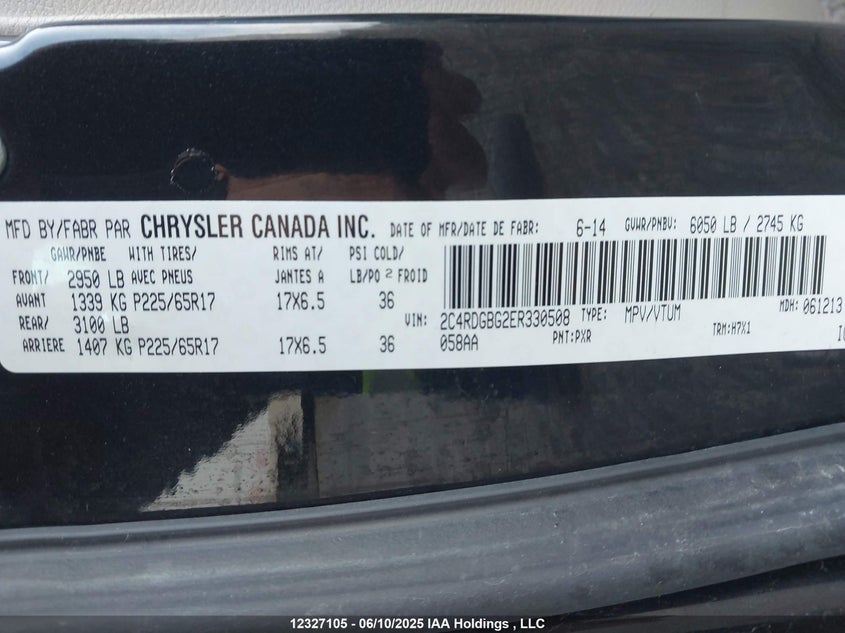 MFD BY/FABR PAR CHRYSLER CANADA INC. DATE OF MFR/DATE DE FABR: 6-14 GVWR/PNBV: 6050 LB / 2745 KG
GAWR/PNBE WITH TIRES/ RIMS AT/ PSI COLD/
FRONT/ 2950 LB AVEC PNEUS JANTES A LB/PO² FROID
AVANT 1339 KG P225/65R17 17X6.5 36
REAR/ 3100 LB
ARRIERE 1407 KG P225/65R17 17X6.5 36
VIN: 2C4RDGBG2ER330508 TYPE: MPV/VTUM MDH: 061213
058AA PNT:PXR TRM:H7X1
12327105 - 06/10/2025 IAA Holdings , LLC